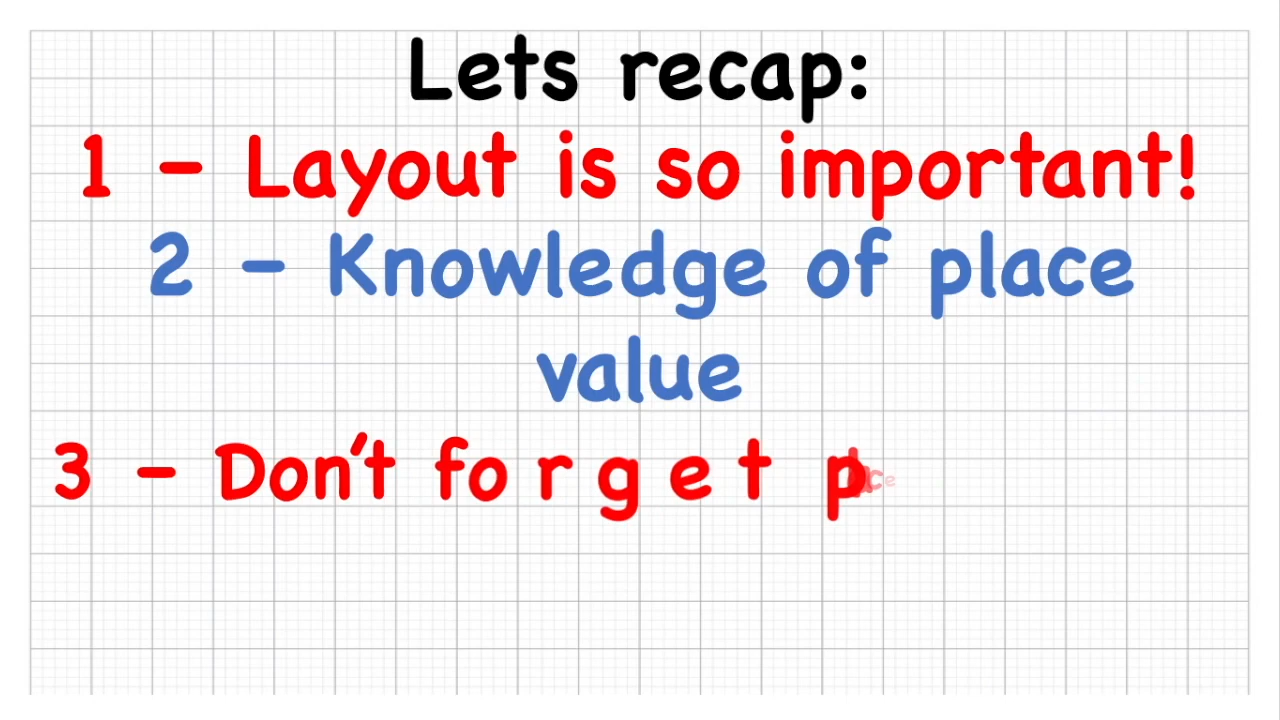 Lets recap:
1 - Layout is so important!
2 - Knowledge of place
value
3 - Don't forget